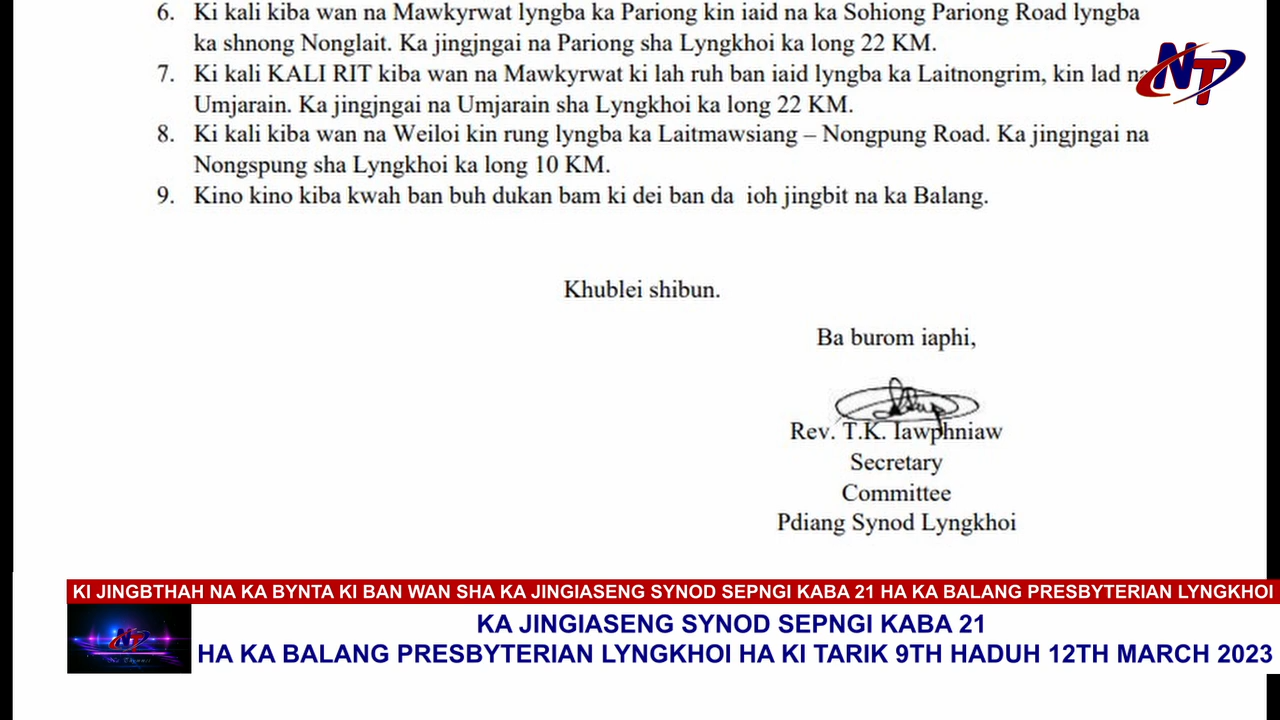 6. Ki kali kiba wan na Mawkyrwat lyngba ka Pariong kin iaid na ka Sohiong Pariong Road lyngba
ka shnong Nonglait. Ka jingjngai na Pariong sha Lyngkhoi ka long 22 KM.
7. Ki kali KALI RIT kiba wan na Mawkyrwat ki lah ruh ban iaid lyngba ka Laitnongrim, kin lad na
Umjarain. Ka jingjngai na Umjarain sha Lyngkhoi ka long 22 KM.
8. Ki kali kiba wan na Weiloi kin rung lyngba ka Laitmawsiang – Nongpung Road. Ka jingjngai na
Nongspung sha Lyngkhoi ka long 10 KM.
9. Kino kino kiba kwah ban buh dukan bam ki dei ban da ioh jingbit na ka Balang.
NT
Khublei shibun.
Ba burom iaphi,
Rev. T.K. Iawphniaw
Secretary
Committee
Pdiang Synod Lyngkhoi
KI JINGBTHAH NA KA BYNTA KI BAN WAN SHA KA JINGIASENG SYNOD SEPNGI KABA 21 HA KA BALANG PRESBYTERIAN LYNGKHOI
NT
KA JINGIASENG SYNOD SEPNGI KABA 21
HA KA BALANG PRESBYTERIAN LYNGKHOI HA KI TARIK 9TH HADUH 12TH MARCH 2023